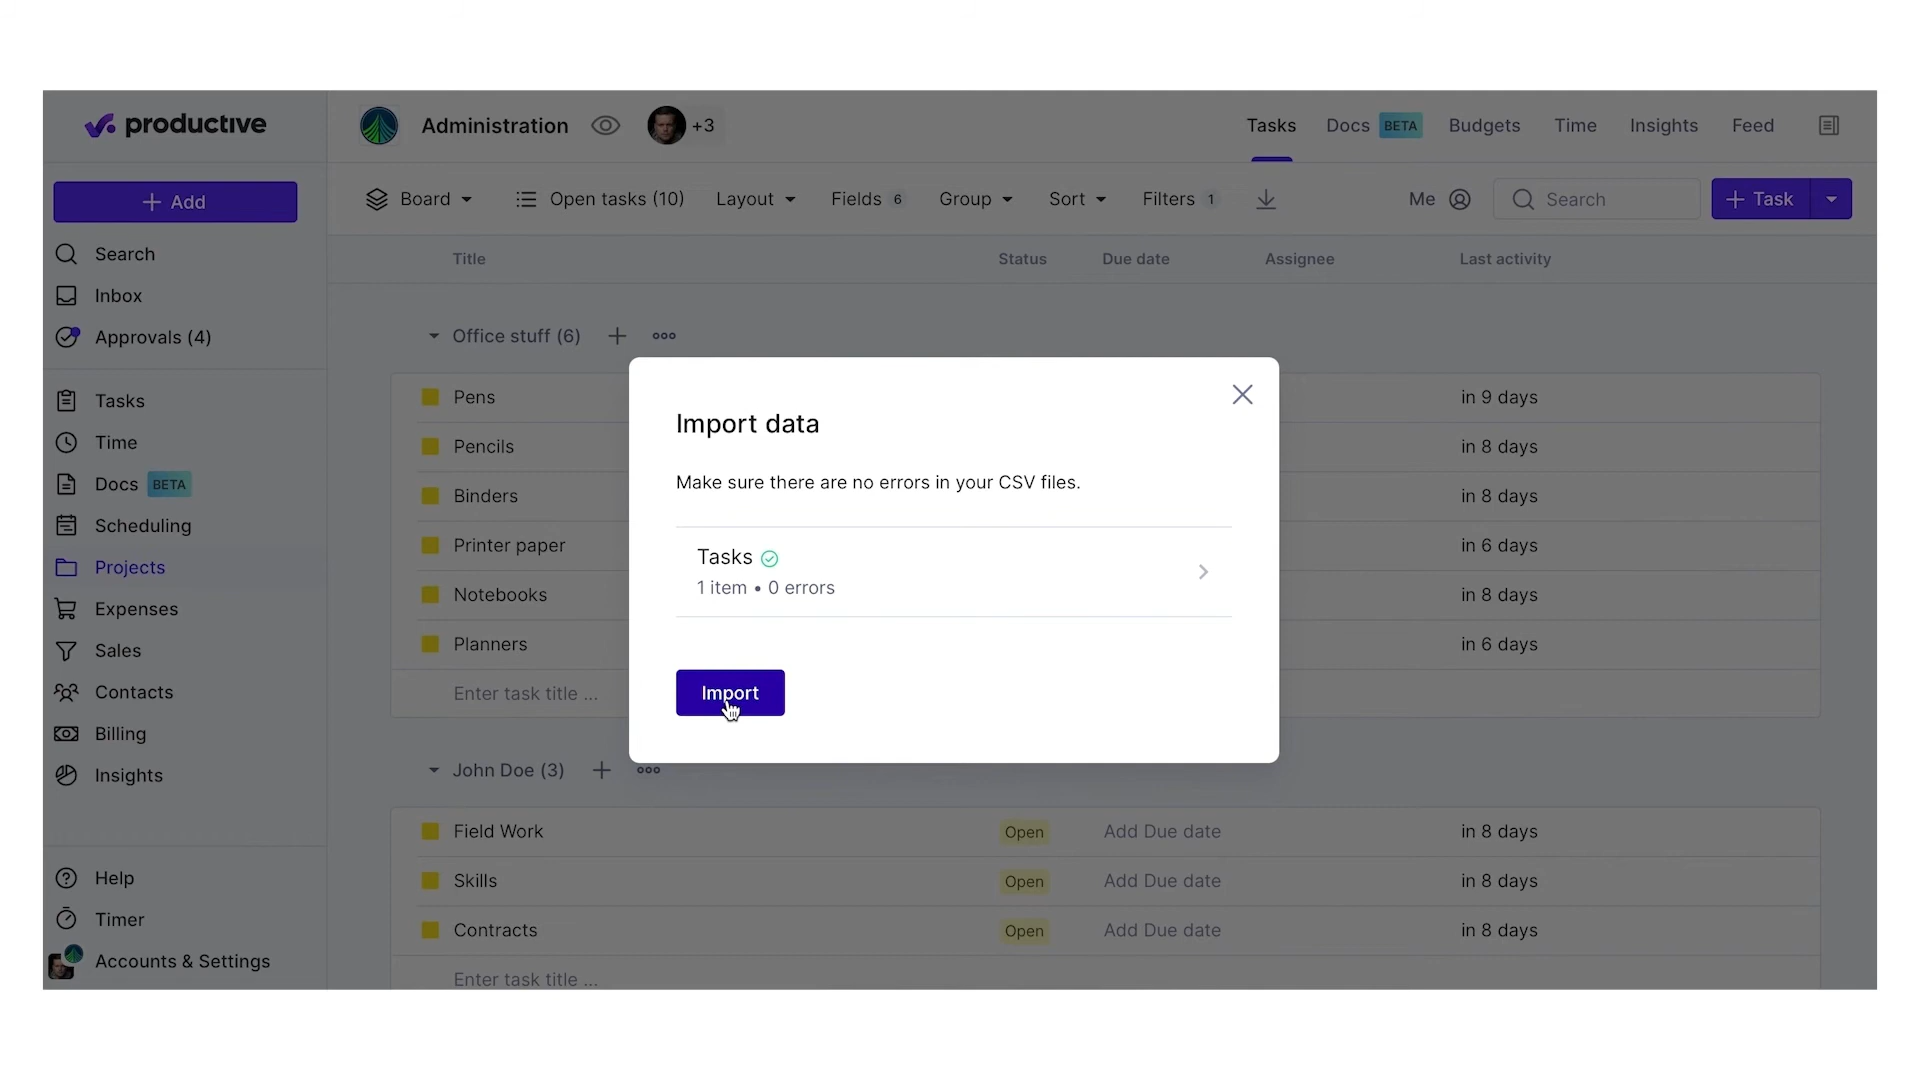 productive
Administration
+3
Tasks
Docs BETA
Budgets
Time
Insights
Feed
+ Add
Search
Inbox
Approvals (4)
Tasks
Time
Docs BETA
Scheduling
Projects
Expenses
Sales
Contacts
Billing
Insights
Help
Timer
Accounts & Settings
Board
Open tasks (10)
Layout
Fields 6
Group
Sort
Filters 1
Me
Search
+ Task
Title
Status
Due date
Assignee
Last activity
Office stuff (6)
Pens
in 9 days
Pencils
in 8 days
Binders
in 8 days
Printer paper
in 6 days
Notebooks
in 8 days
Planners
in 6 days
Enter task title ...
Import data
Make sure there are no errors in your CSV files.
Tasks
1 item • 0 errors
Import
John Doe (3)
Field Work
Open
Add Due date
in 8 days
Skills
Open
Add Due date
in 8 days
Contracts
Open
Add Due date
in 8 days
Enter task title ...